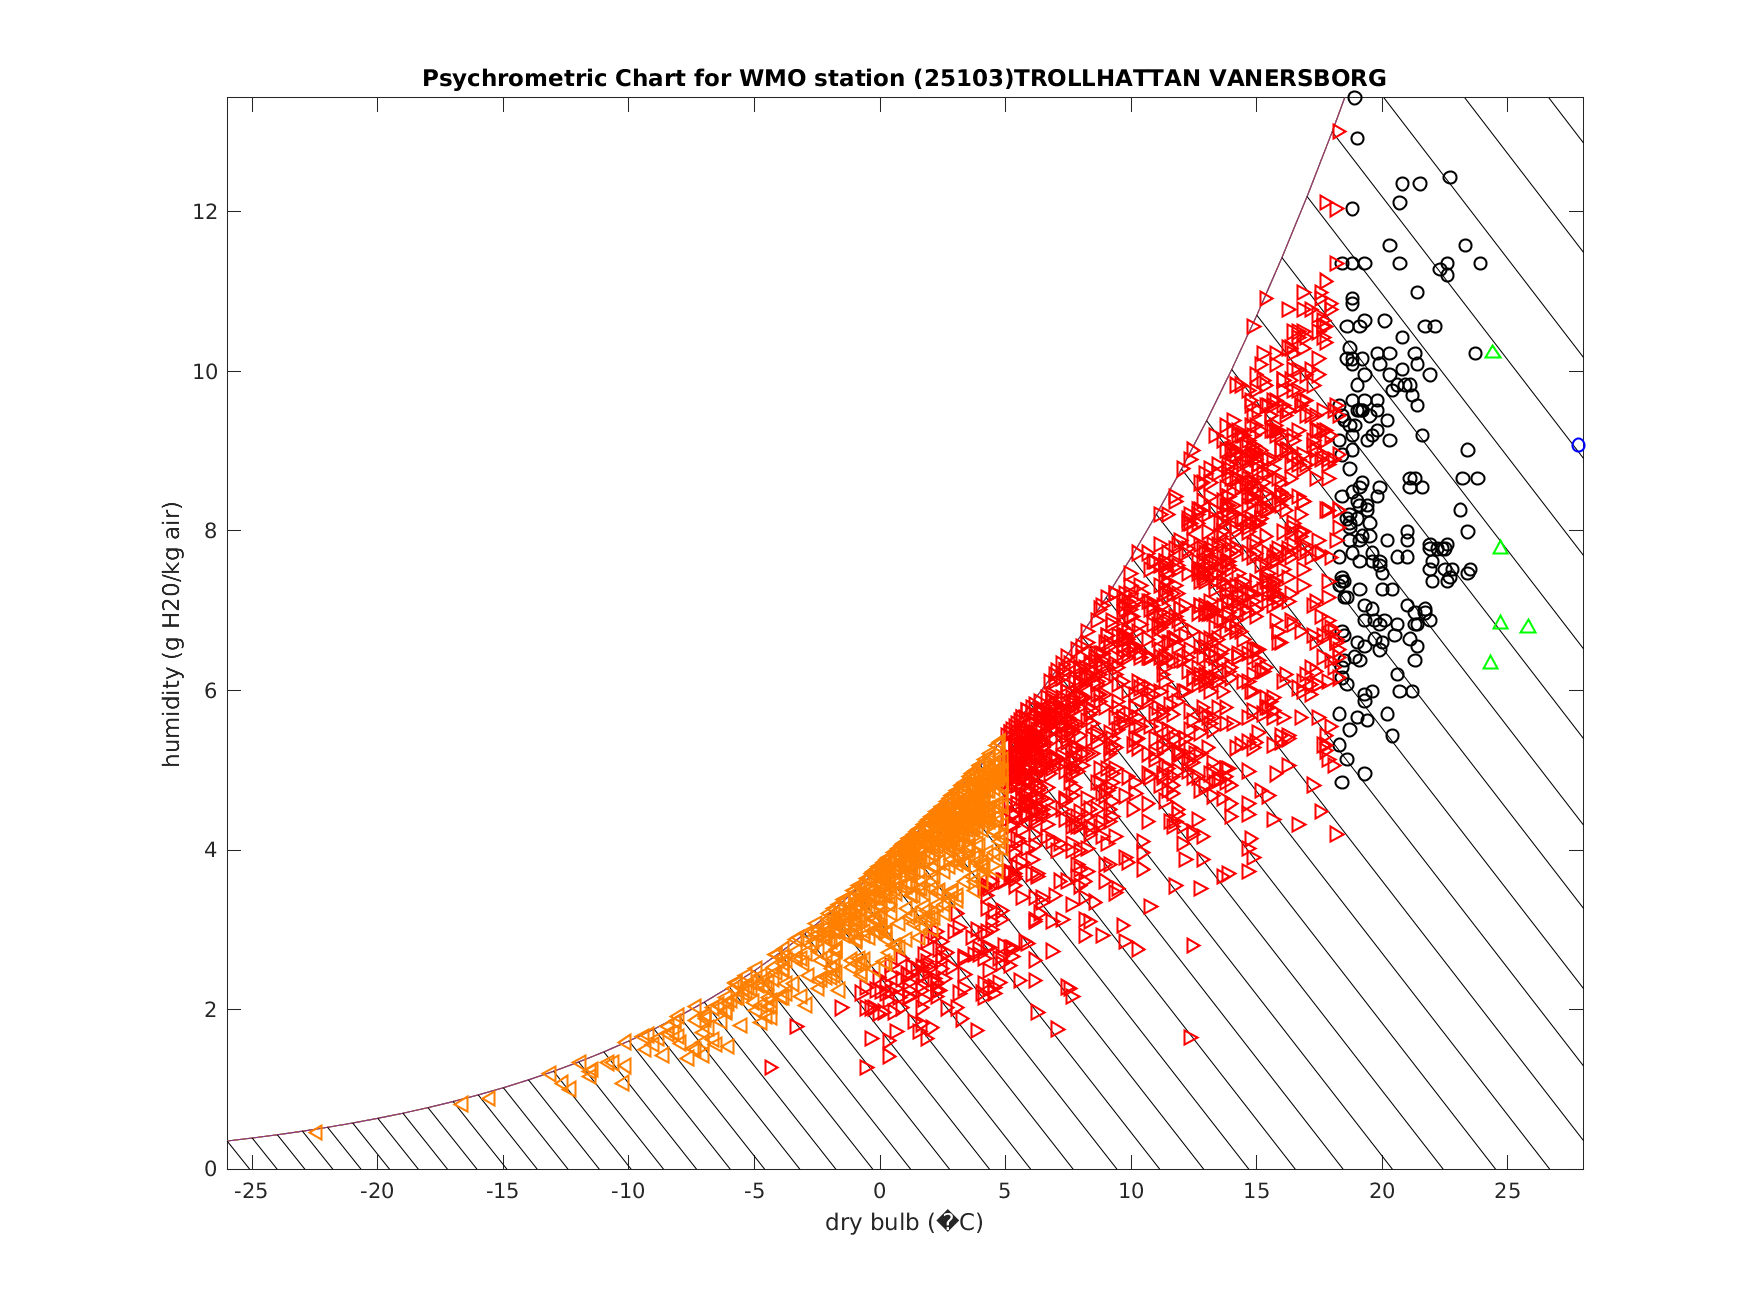 Psychrometric Chart for WMO station (25103)TROLLHATTAN VANERSBORG
humidity (g H20/kg air)
12
10
8
6
4
2
0
-25 -20 -15 -10 -5 0 5 10 15 20 25
dry bulb (�C)